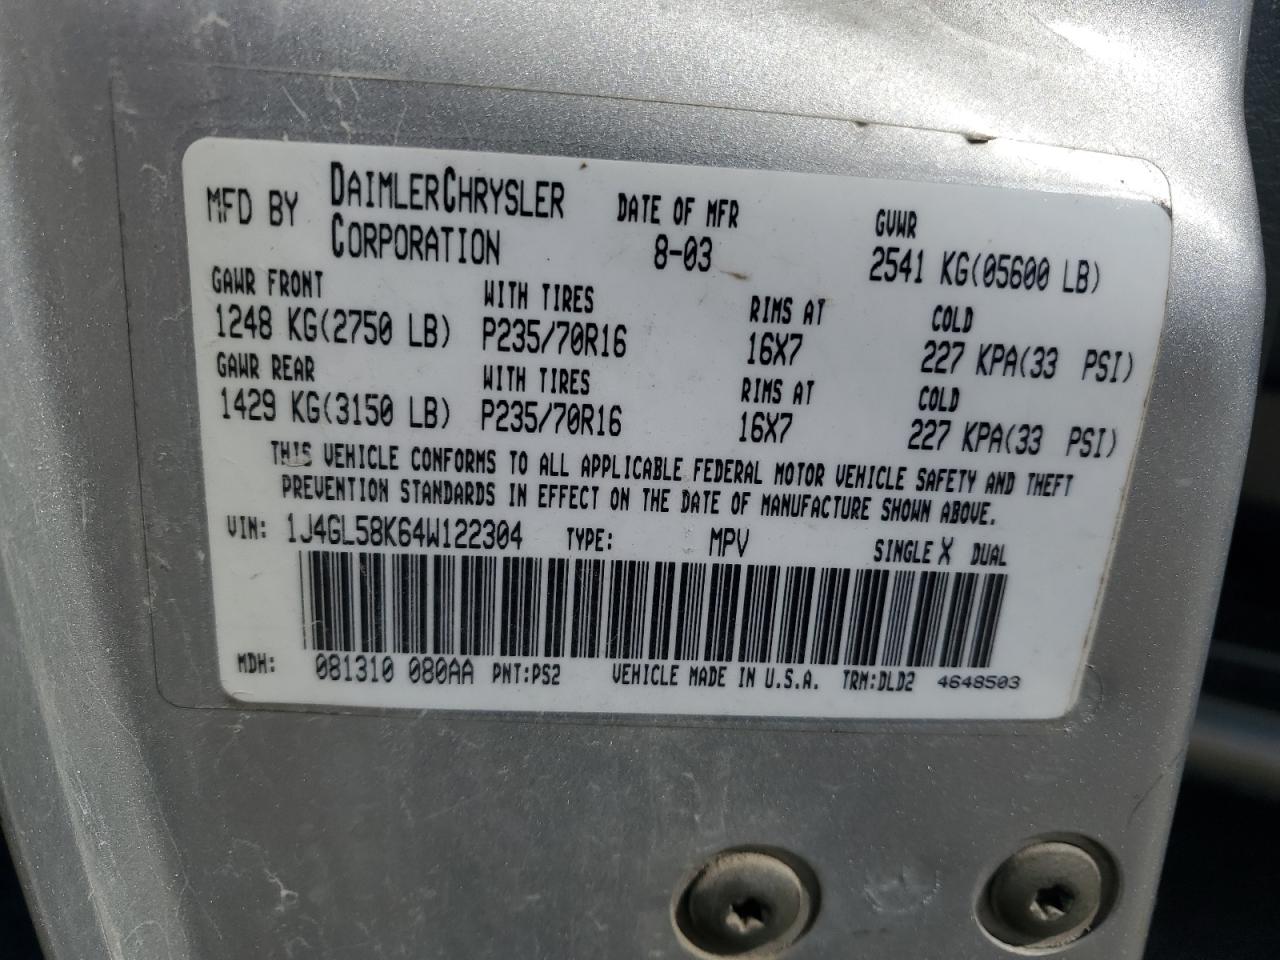 MFD BY DAIMLERCHRYSLER CORPORATION DATE OF MFR 8-03 GVWR 2541 KG(05600 LB)
GAWR FRONT WITH TIRES RIMS AT COLD
1248 KG(2750 LB) P235/70R16 16X7 227 KPA(33 PSI)
GAWR REAR WITH TIRES RIMS AT COLD
1429 KG(3150 LB) P235/70R16 16X7 227 KPA(33 PSI)
THIS VEHICLE CONFORMS TO ALL APPLICABLE FEDERAL MOTOR VEHICLE SAFETY AND THEFT
PREVENTION STANDARDS IN EFFECT ON THE DATE OF MANUFACTURE SHOWN ABOVE.
VIN: 1J4GL58K64W122304 TYPE: MPV SINGLE X DUAL
MDH: 081310 080AA PNT:PS2 VEHICLE MADE IN U.S.A. TRM:DLD2 4648503